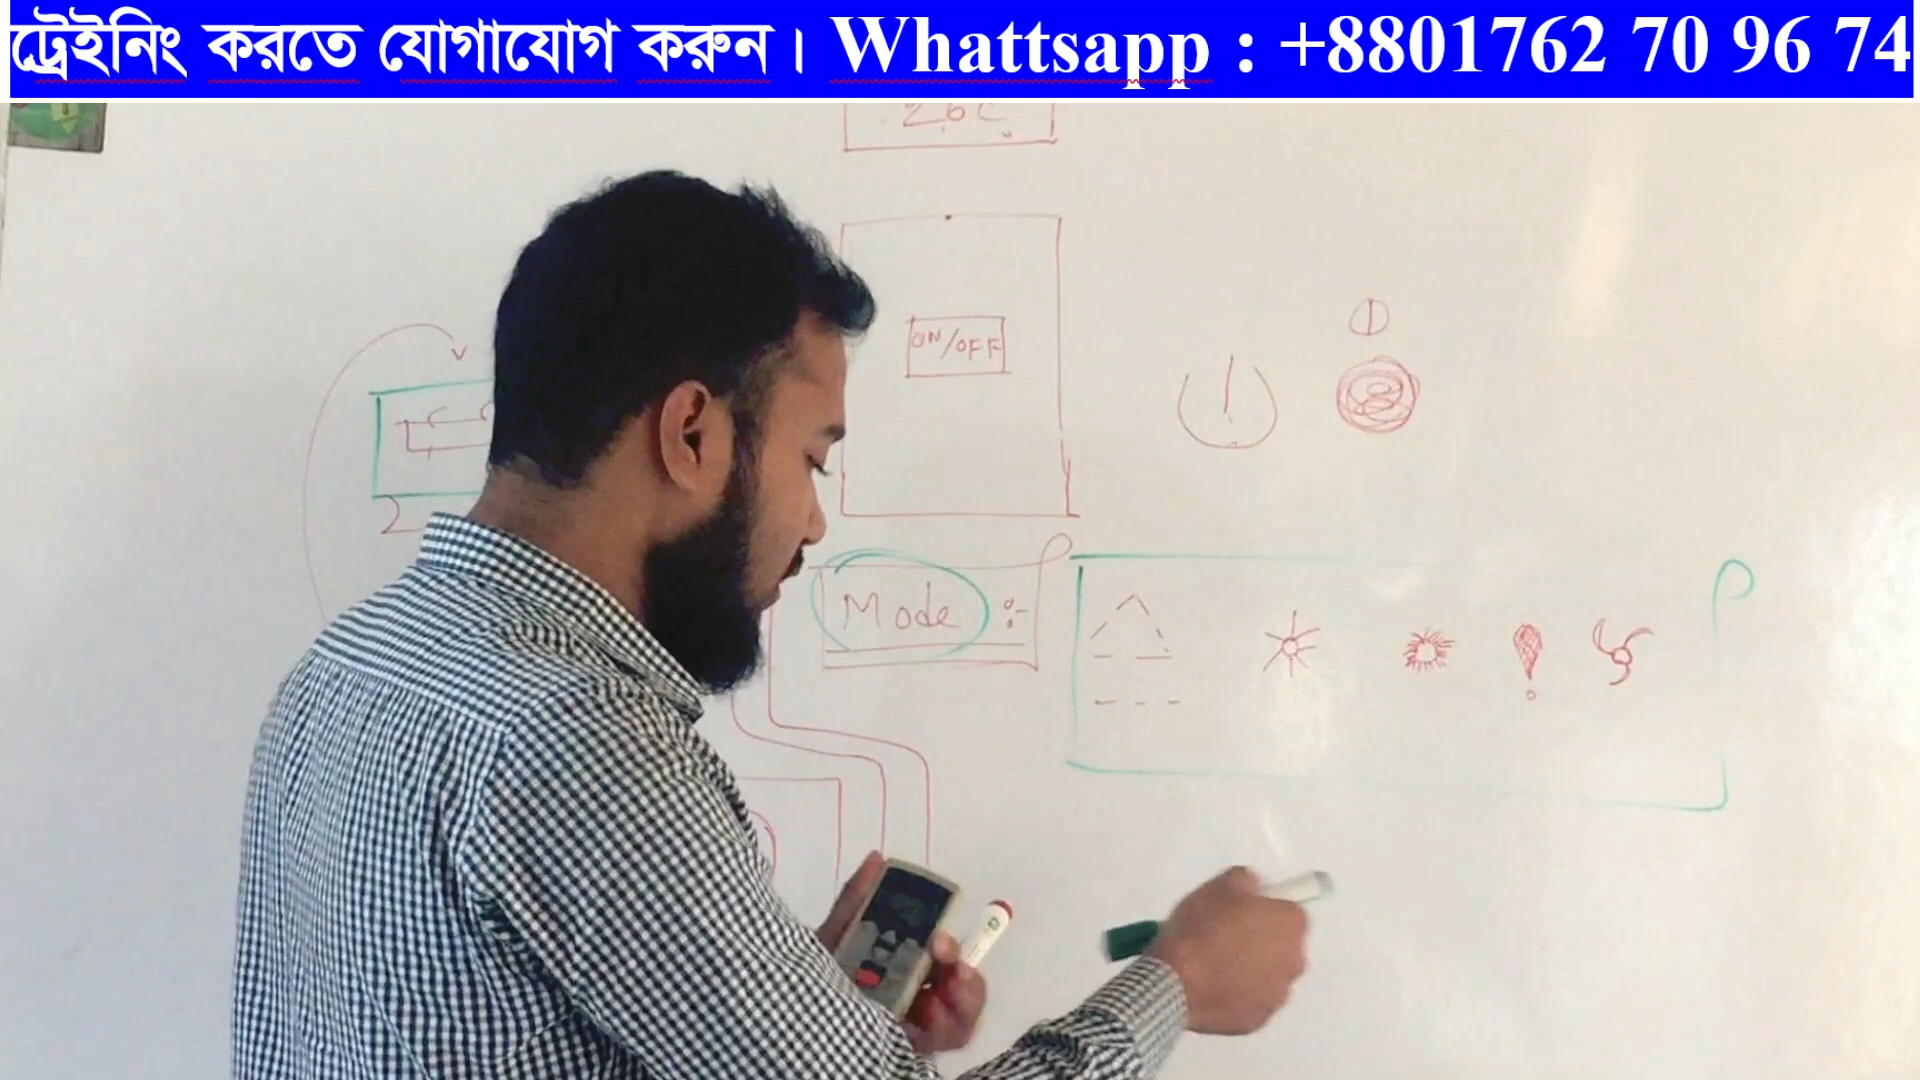 ট্রেইনিং করতে যোগাযোগ করুন। Whattsapp : +8801762 70 96 74
ON/OFF
Mode :-